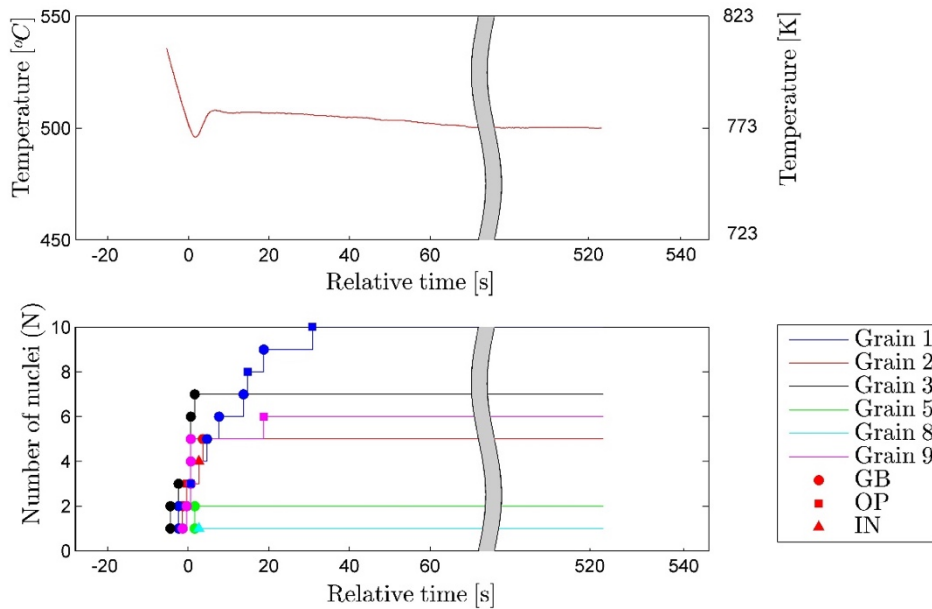 550
500
450
Temperature [°C]
823
773
723
Temperature [K]
-20 0 20 40 60 520 540
Relative time [s]
10
8
6
4
2
0
Number of nuclei (N)
-20 0 20 40 60 520 540
Relative time [s]
Grain 1
Grain 2
Grain 3
Grain 5
Grain 8
Grain 9
GB
OP
IN